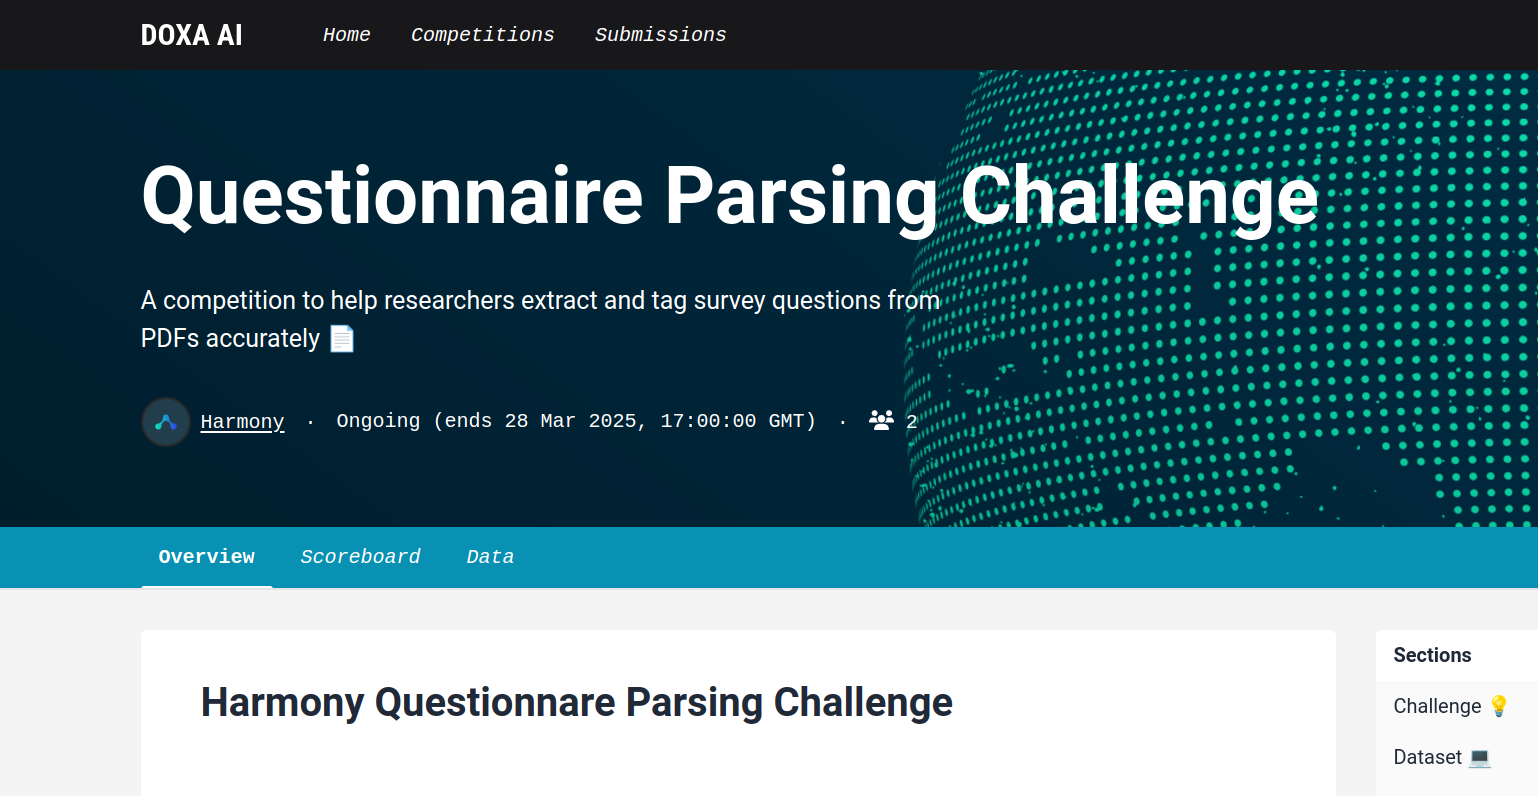 DOXA AI Home Competitions Submissions
Questionnaire Parsing Challenge
A competition to help researchers extract and tag survey questions from
PDFs accurately 📄
Harmony · Ongoing (ends 28 Mar 2025, 17:00:00 GMT) · 2
Overview Scoreboard Data
Harmony Questionnare Parsing Challenge
Sections
Challenge 💡
Dataset 💻